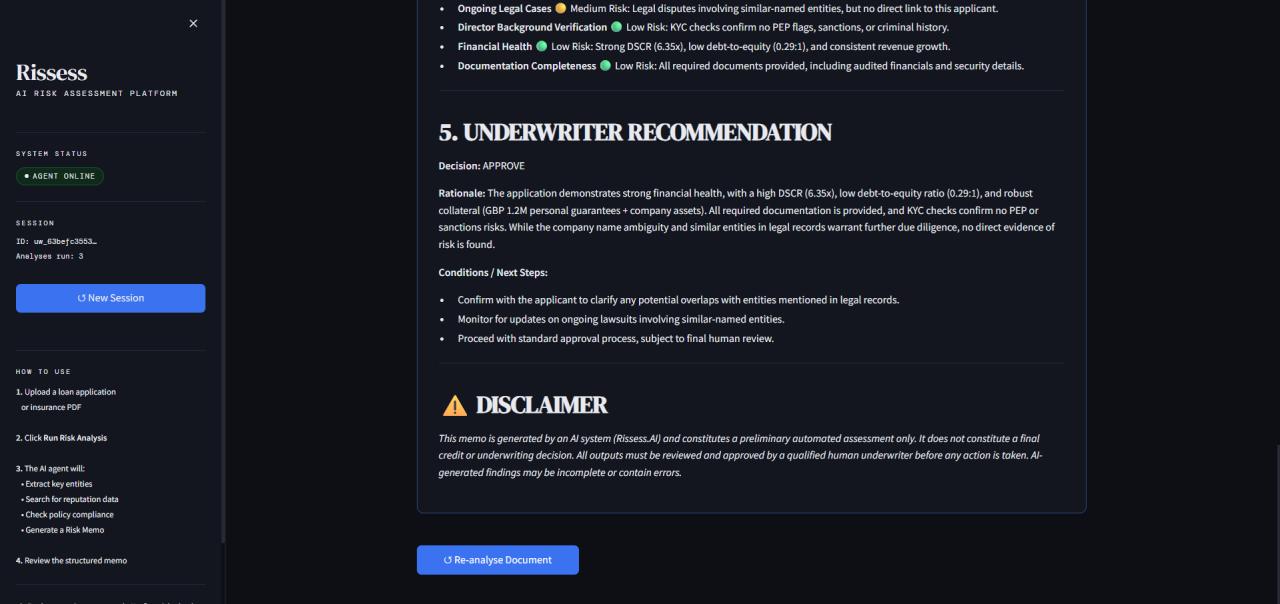 Rissess
AI RISK ASSESSMENT PLATFORM
SYSTEM STATUS
AGENT ONLINE
SESSION
ID: uw_63befc3553…
Analyses run: 3
↺ New Session
HOW TO USE
1. Upload a loan application
or insurance PDF
2. Click Run Risk Analysis
3. The AI agent will:
• Extract key entities
• Search for reputation data
• Check policy compliance
• Generate a Risk Memo
4. Review the structured memo
• Ongoing Legal Cases 🟡 Medium Risk: Legal disputes involving similar-named entities, but no direct link to this applicant.
• Director Background Verification 🟢 Low Risk: KYC checks confirm no PEP flags, sanctions, or criminal history.
• Financial Health 🟢 Low Risk: Strong DSCR (6.35x), low debt-to-equity (0.29:1), and consistent revenue growth.
• Documentation Completeness 🟢 Low Risk: All required documents provided, including audited financials and security details.
5. UNDERWRITER RECOMMENDATION
Decision: APPROVE
Rationale: The application demonstrates strong financial health, with a high DSCR (6.35x), low debt-to-equity ratio (0.29:1), and robust
collateral (GBP 1.2M personal guarantees + company assets). All required documentation is provided, and KYC checks confirm no PEP or
sanctions risks. While the company name ambiguity and similar entities in legal records warrant further due diligence, no direct evidence of
risk is found.
Conditions / Next Steps:
• Confirm with the applicant to clarify any potential overlaps with entities mentioned in legal records.
• Monitor for updates on ongoing lawsuits involving similar-named entities.
• Proceed with standard approval process, subject to final human review.
⚠️ DISCLAIMER
This memo is generated by an AI system (Rissess.AI) and constitutes a preliminary automated assessment only. It does not constitute a final
credit or underwriting decision. All outputs must be reviewed and approved by a qualified human underwriter before any action is taken. AI-
generated findings may be incomplete or contain errors.
↺ Re-analyse Document